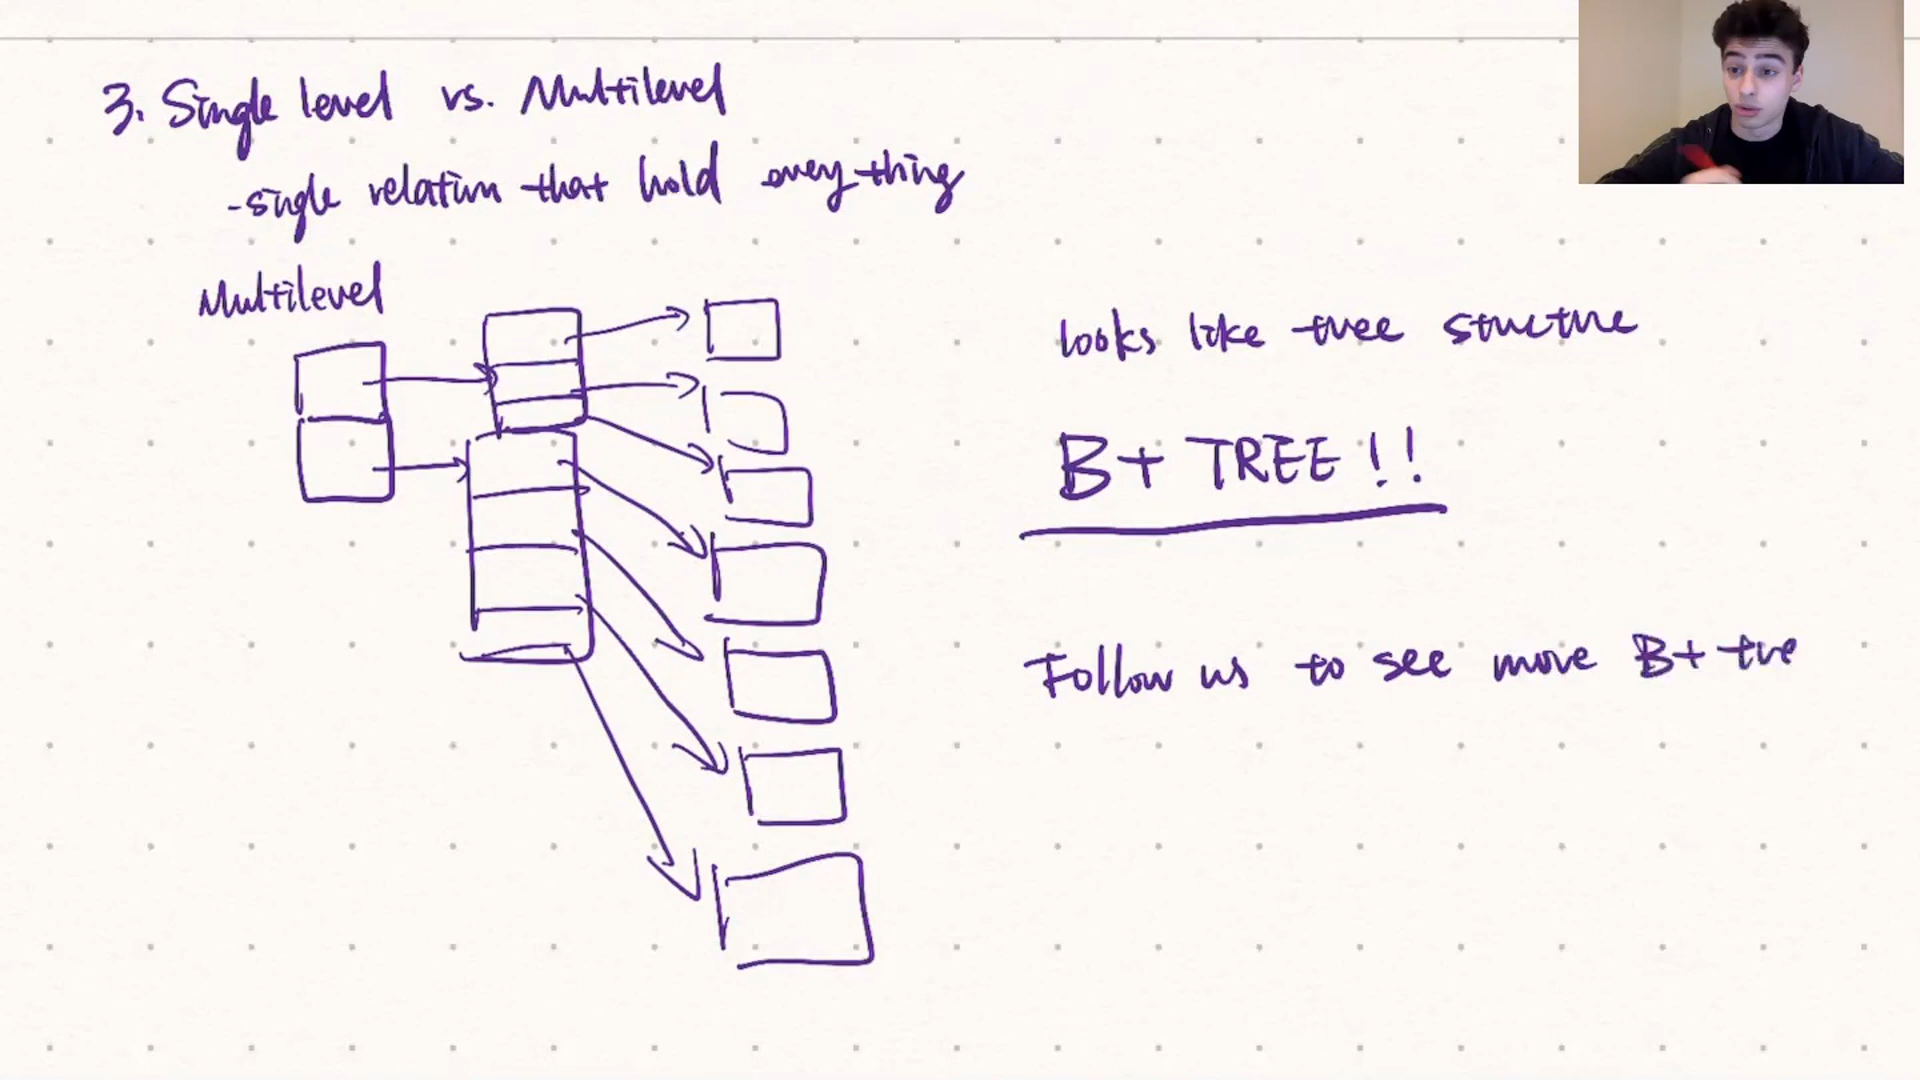 3. Single level vs. Multilevel
-single relation that hold everything
Multilevel
looks like tree structure
B+ TREE!!
Follow us to see more B+ tre